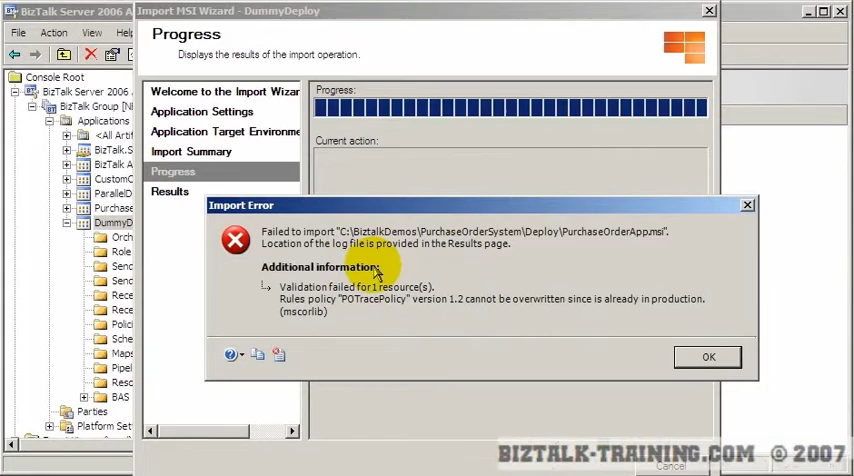 BizTalk Server 2006 A
Import MSI Wizard - DummyDeploy
File Action View
Progress
Displays the results of the import operation.
Console Root
BizTalk Server 2006
BizTalk Group
Applications
<All Artif
BizTalk.S
BizTalk A
CustomC
ParallelD
Purchase
DummyD
Orch
Role
Send
Send
Rece
Rece
Polici
Sche
Maps
Pipel
Reso
BAS
Parties
Platform Sett
Welcome to the Import Wizar
Application Settings
Application Target Environme
Import Summary
Progress
Results
Progress:
Current action:
Import Error
Failed to import "C:\BiztalkDemos\PurchaseOrderSystem\Deploy\PurchaseOrderApp.msi".
Location of the log file is provided in the Results page.
Additional information:
Validation failed for 1 resource(s).
Rules policy "POTracePolicy" version 1.2 cannot be overwritten since is already in production.
(mscorlib)
OK
BIZTALK-TRAINING.COM © 2007
Cancel